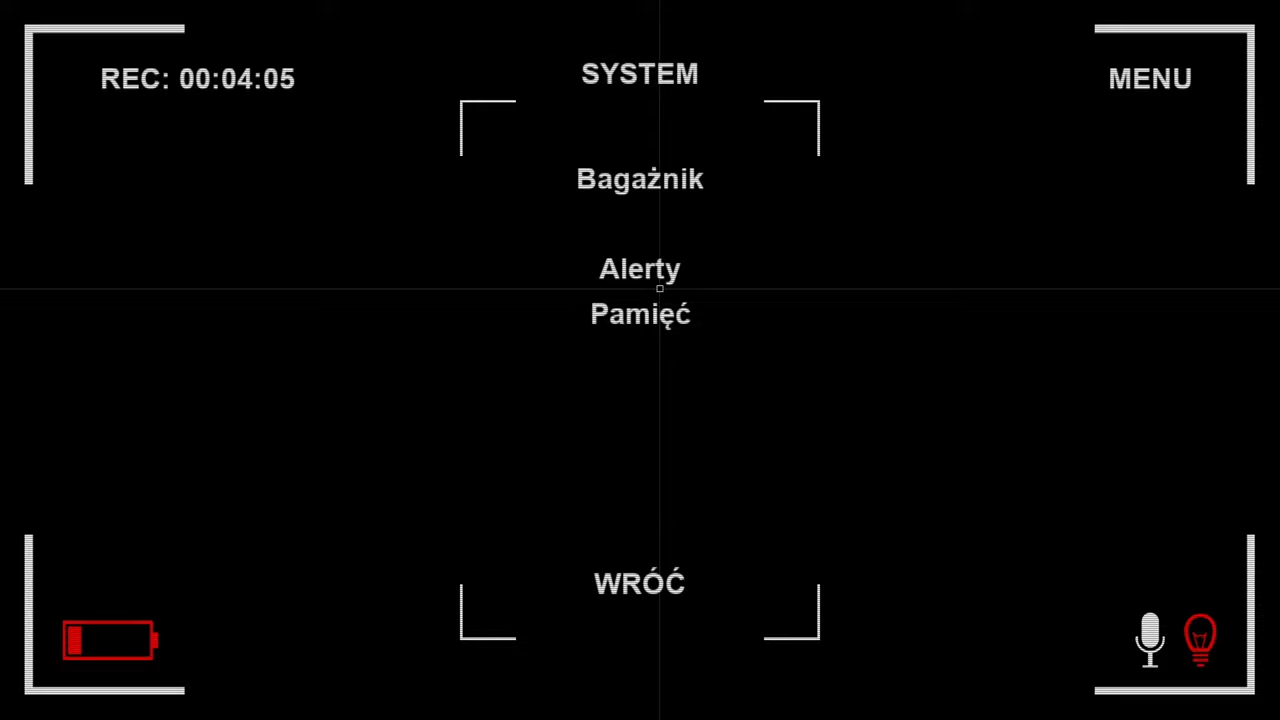 REC: 00:04:05
SYSTEM
MENU
Bagażnik
Alerty
Pamięć
WRÓĆ